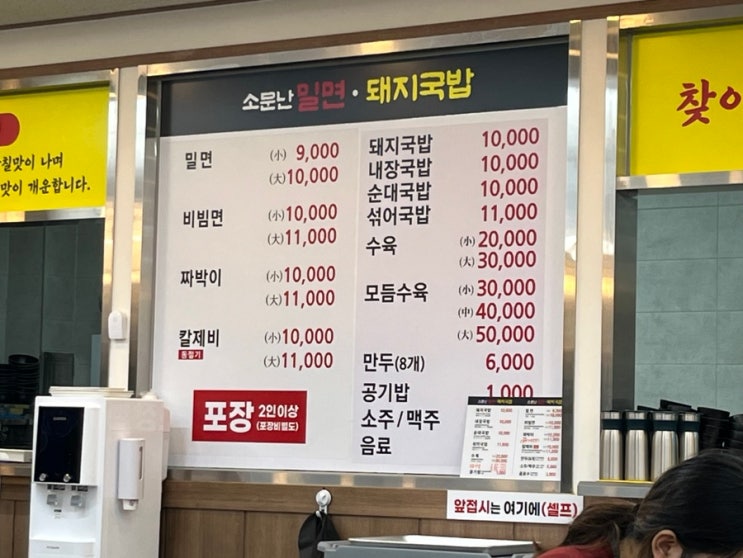 소문난 밀면 · 돼지국밥
밀면 (小) 9,000
(大) 10,000
비빔면 (小) 10,000
(大) 11,000
짜박이 (小) 10,000
(大) 11,000
칼제비 (小) 10,000
동절기 (大) 11,000
포장 2인이상
(포장비별도)
돼지국밥 10,000
내장국밥 10,000
순대국밥 10,000
섞어국밥 11,000
수육 (小) 20,000
(大) 30,000
모듬수육 (小) 30,000
(中) 40,000
(大) 50,000
만두(8개) 6,000
공기밥 1,000
소주 / 맥주
음료
앞접시는 여기에(셀프)
칠맛이 나며
맛이 개운합니다.
찾아